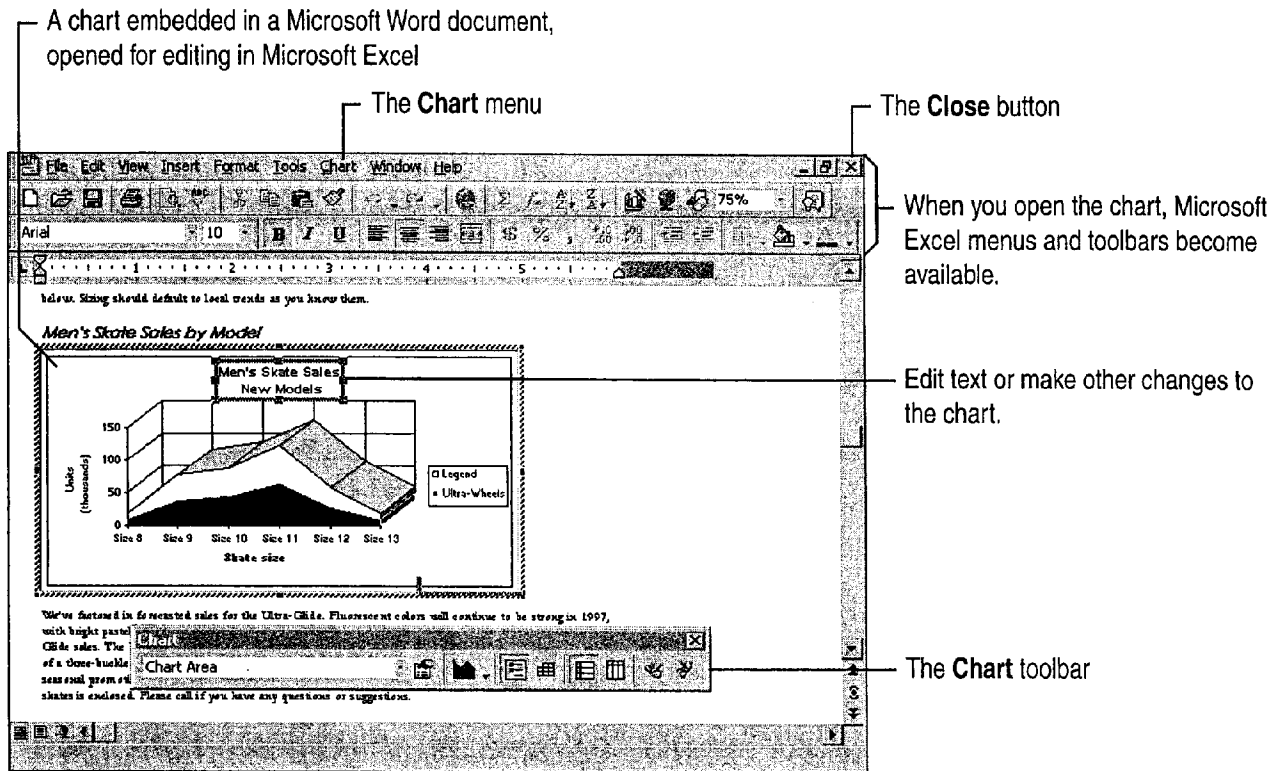 A chart embedded in a Microsoft Word document,
opened for editing in Microsoft Excel
The Chart menu
The Close button
File Edit View Insert Format Tools Chart Window Help
75%
Arial 10 B I U
When you open the chart, Microsoft
Excel menus and toolbars become
available.
1 2 3 4 5
below. Sizing should default to local trends as you know them.
Men's Skate Sales by Model
Men's Skate Sales
New Models
Edit text or make other changes to
the chart.
150
100
50
0
Units
(thousands)
Legend
Ultra-Wheels
Size 8 Size 9 Size 10 Size 11 Size 12 Size 13
Skate size
We've factored in forecasted sales for the Ultra-Glide. Fluorescent colors will continue to be strong in 1997,
with bright pastel
Glide sales. The
of a three-buckle
seasonal promoti
skates is enclosed. Please call if you have any questions or suggestions.
Chart
Chart Area
The Chart toolbar